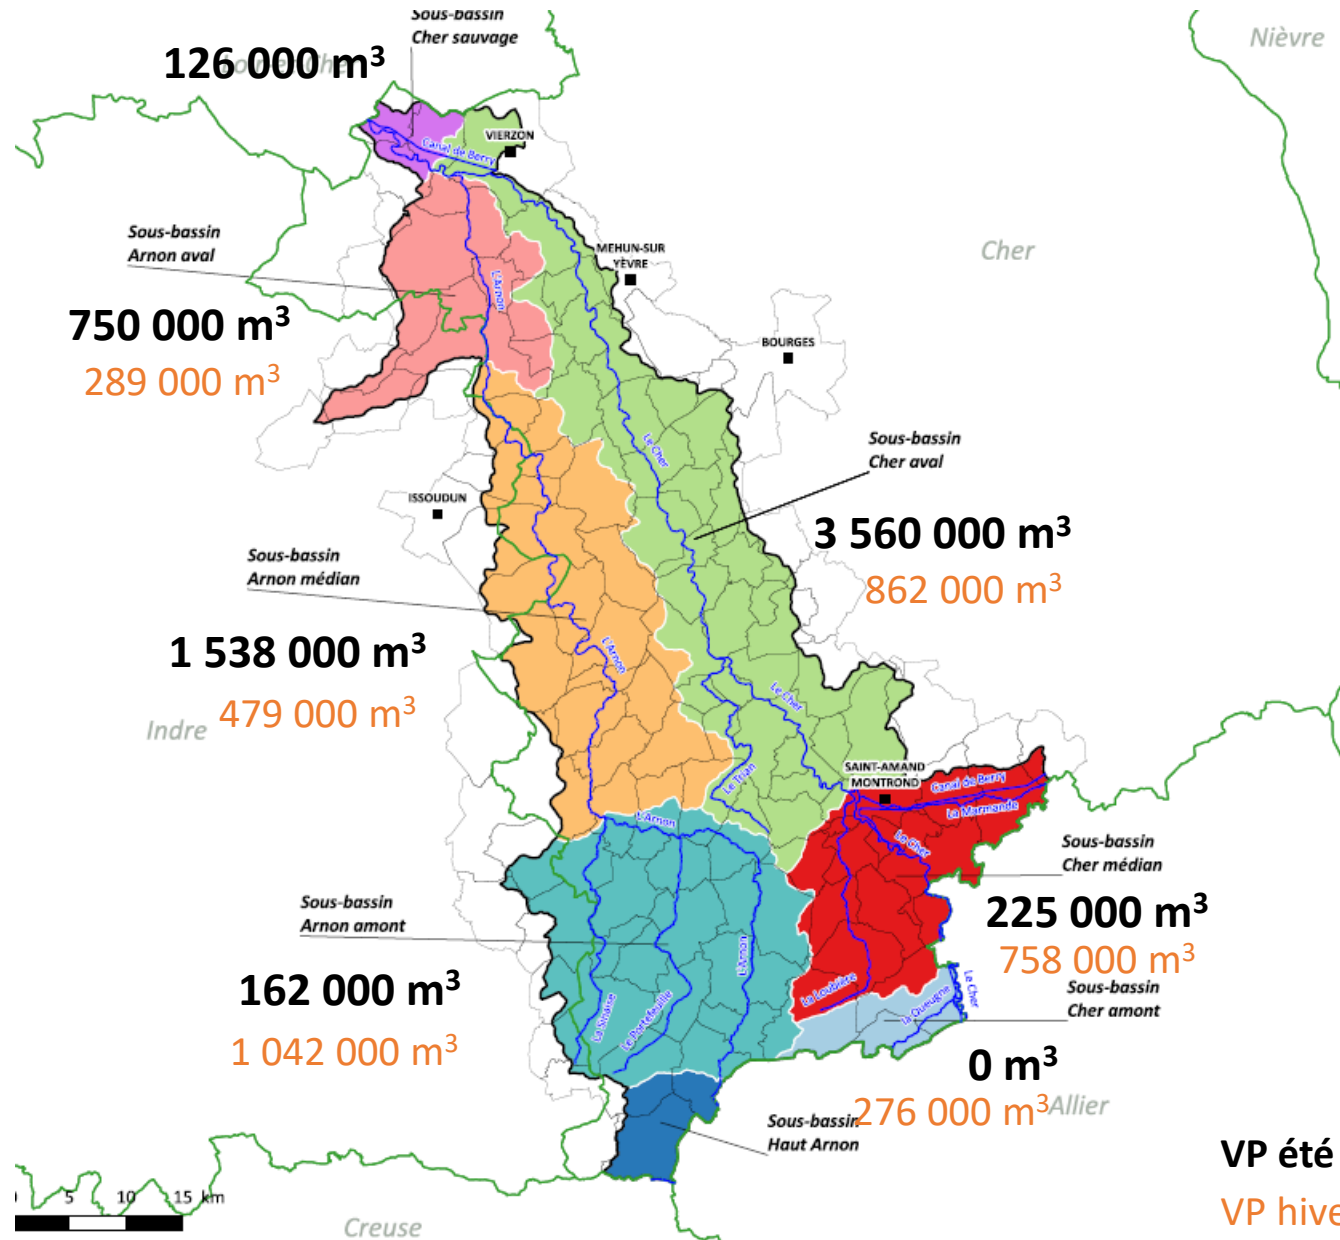 Sous-bassin
Cher sauvage
Nièvre
126 000 m³
Loir-et-Cher
VIERZON
Canal de Berry
Sous-bassin
Arnon aval
MEHUN-SUR
YÈVRE
Cher
L'Arnon
750 000 m³
289 000 m³
BOURGES
Le Cher
Sous-bassin
Cher aval
ISSOUDUN
3 560 000 m³
862 000 m³
Sous-bassin
Arnon médian
1 538 000 m³
479 000 m³
L'Arnon
Indre
Le Cher
Le Trian
SAINT-AMAND
MONTROND
Canal de Berry
La Marmande
L'Arnon
Le Cher
Sous-bassin
Cher médian
225 000 m³
758 000 m³
Sous-bassin
Arnon amont
162 000 m³
1 042 000 m³
L'Arnon
La Sinaise
Le Portefeuille
La Loubière
la Queugne
Le Cher
Sous-bassin
Cher amont
0 m³
276 000 m³
Allier
Sous-bassin
Haut Arnon
VP été
VP hive
5 10 15 km
Creuse